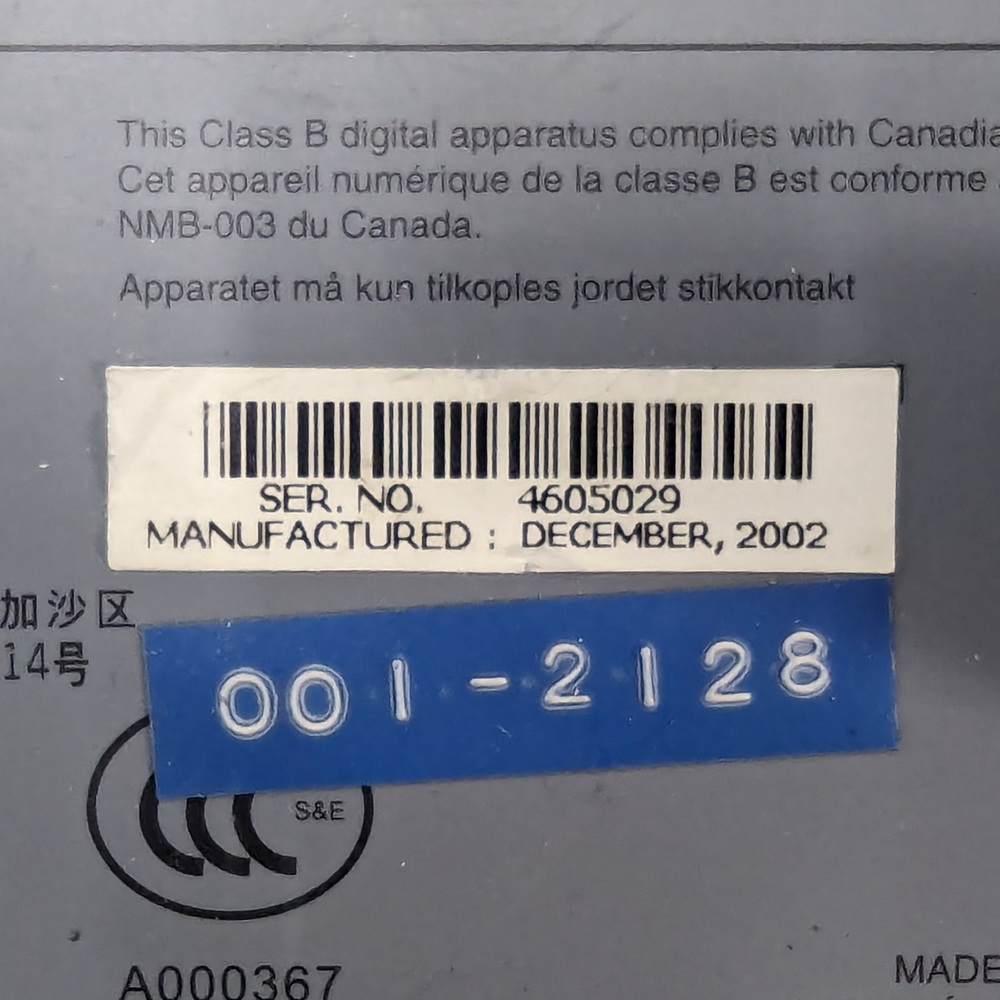 This Class B digital apparatus complies with
Cet appareil numérique de la classe B est conforme
NMB-003 du Canada.
Apparatet må kun tilkoples jordet stikkontakt
SER. NO. 4605029
MANUFACTURED : DECEMBER, 2002
加沙区
14号
001-2128
CCC S&E
A000367
MADE